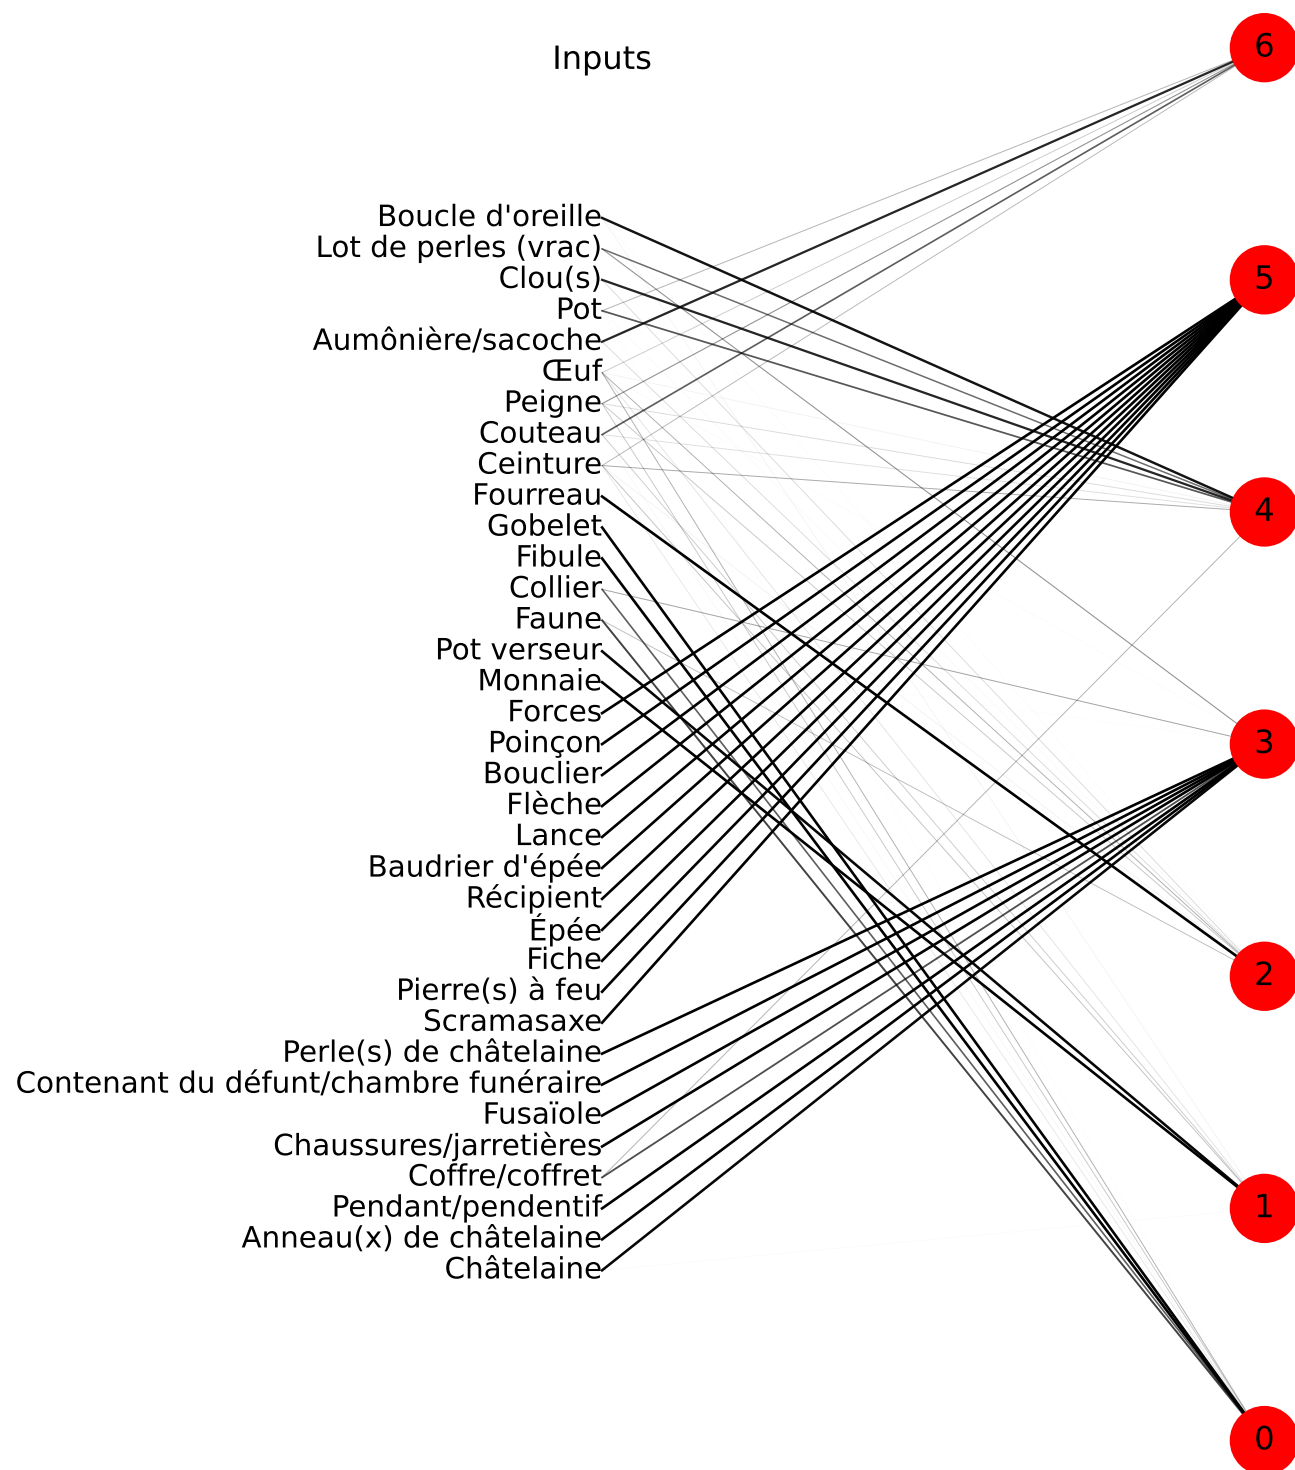 6
Inputs
Boucle d'oreille
Lot de perles (vrac)
5
Clou(s)
Pot
Aumônière/sacoche
Œuf
Peigne
Couteau
Ceinture
Fourreau
4
Gobelet
Fibule
Collier
Faune
Pot verseur
Monnaie
Forces
Poinçon
3
Bouclier
Flèche
Lance
Baudrier d'épée
Récipient
Épée
Fiche
2
Pierre(s) à feu
Scramasaxe
Perle(s) de châtelaine
Contenant du défunt/chambre funéraire
Fusaïole
Chaussures/jarretières
Coffre/coffret
Pendant/pendentif
1
Anneau(x) de châtelaine
Châtelaine
0